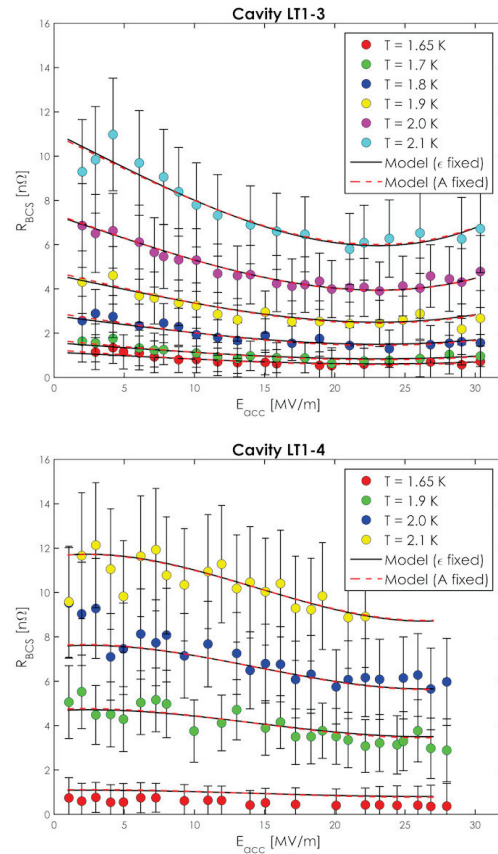 Cavity LT1-3
16
14
12
10
8
6
4
2
0
R_BCS [nΩ]
T = 1.65 K
T = 1.7 K
T = 1.8 K
T = 1.9 K
T = 2.0 K
T = 2.1 K
Model (ϵ fixed)
Model (A fixed)
0 5 10 15 20 25 30
E_acc [MV/m]
Cavity LT1-4
16
14
12
10
8
6
4
2
0
R_BCS [nΩ]
T = 1.65 K
T = 1.9 K
T = 2.0 K
T = 2.1 K
Model (ϵ fixed)
Model (A fixed)
0 5 10 15 20 25 30
E_acc [MV/m]